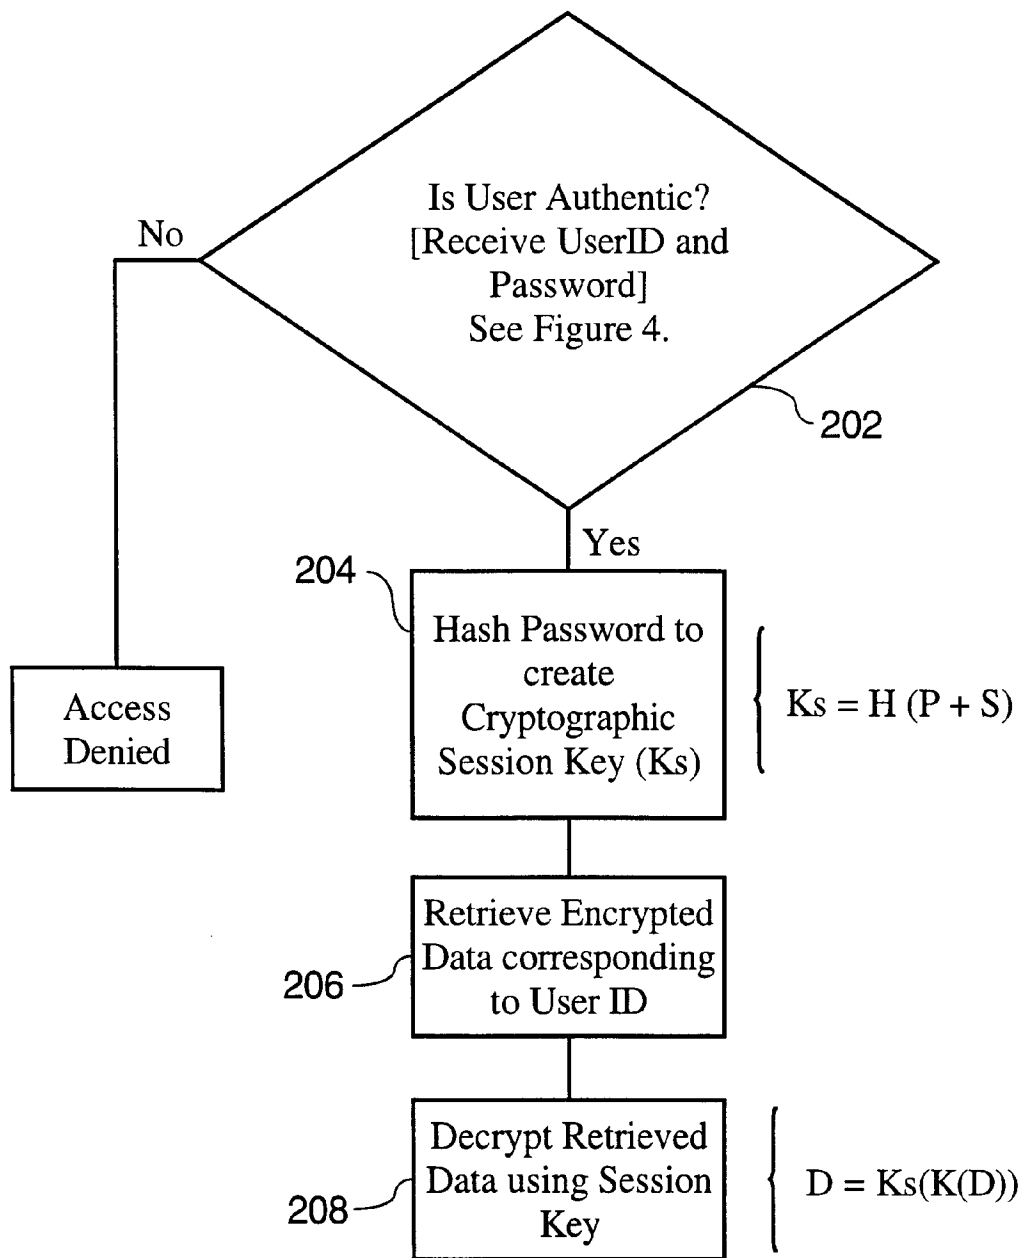 Is User Authentic?
[Receive UserID and
Password]
See Figure 4.
No
202
Yes
204
Hash Password to
create
Cryptographic
Session Key (Ks)
Ks = H (P + S)
Access
Denied
Retrieve Encrypted
Data corresponding
to User ID
206
Decrypt Retrieved
Data using Session
Key
208
D = Ks(K(D))